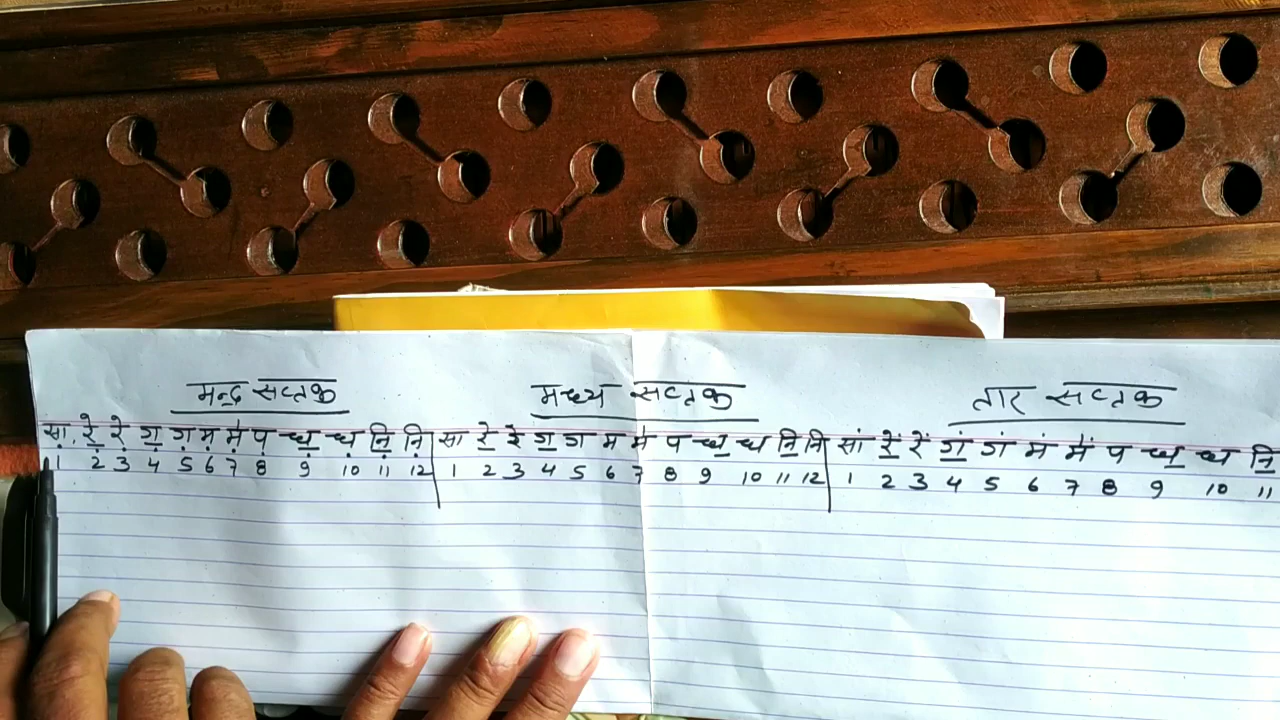 मन्द्र सप्तक मध्य सप्तक तार सप्तक
सा़ रे़॒ रे़ ग़॒ ग़ म़ मे़ प़ ध़॒ ध़ नि़॒ नि़ | सा रे॒ रे ग॒ ग म मे प ध॒ ध नि॒ नि | सां रें॒ रें गं॒ गं मं में प ध॒ ध नि॒
1 2 3 4 5 6 7 8 9 10 11 12 | 1 2 3 4 5 6 7 8 9 10 11 12 | 1 2 3 4 5 6 7 8 9 10 11